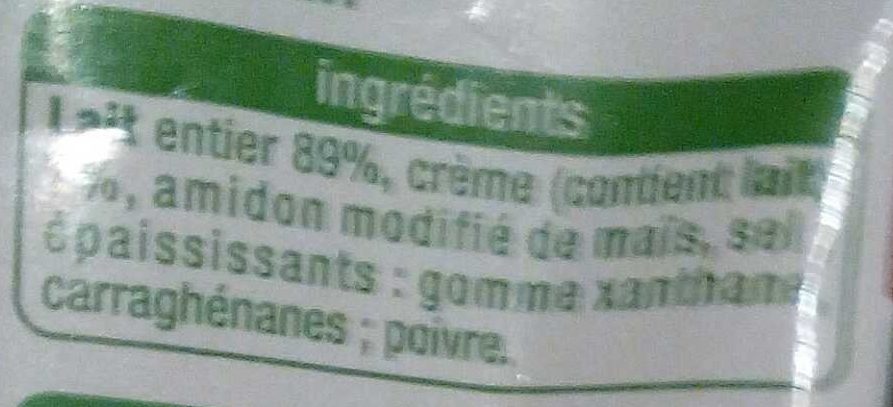 ingrédients
Lait entier 89%, crème (contient lait)
%, amidon modifié de maïs, sel
épaississants : gomme xanthane,
carraghénanes ; poivre.